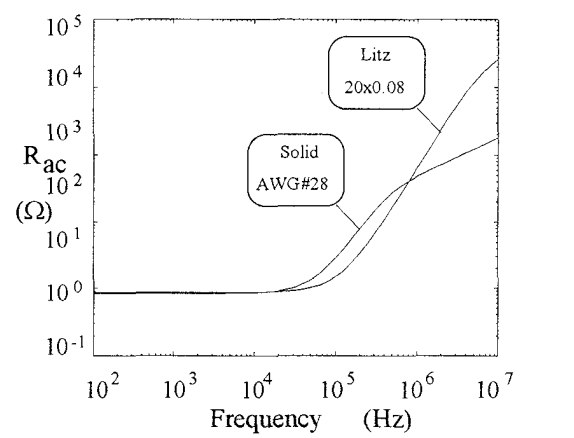 10^5
10^4
10^3
10^2
10^1
10^0
10^-1
R_ac
(Ω)
Litz
20x0.08
Solid
AWG#28
10^2 10^3 10^4 10^5 10^6 10^7
Frequency (Hz)